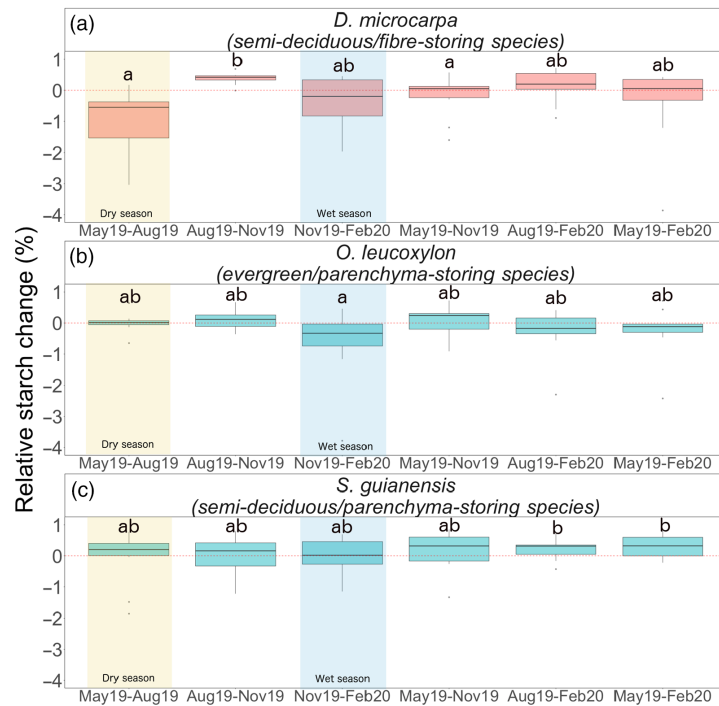 (a)
D. microcarpa
(semi-deciduous/fibre-storing species)
1
0
−1
−2
−3
−4
a
b
ab
a
ab
ab
Dry season
Wet season
May19-Aug19 Aug19-Nov19 Nov19-Feb20 May19-Nov19 Aug19-Feb20 May19-Feb20
Relative starch change (%)
(b)
O. leucoxylon
(evergreen/parenchyma-storing species)
1
0
−1
−2
−3
−4
ab
ab
a
ab
ab
ab
Dry season
Wet season
May19-Aug19 Aug19-Nov19 Nov19-Feb20 May19-Nov19 Aug19-Feb20 May19-Feb20
(c)
S. guianensis
(semi-deciduous/parenchyma-storing species)
1
0
−1
−2
−3
−4
ab
ab
ab
ab
b
b
Dry season
Wet season
May19-Aug19 Aug19-Nov19 Nov19-Feb20 May19-Nov19 Aug19-Feb20 May19-Feb20